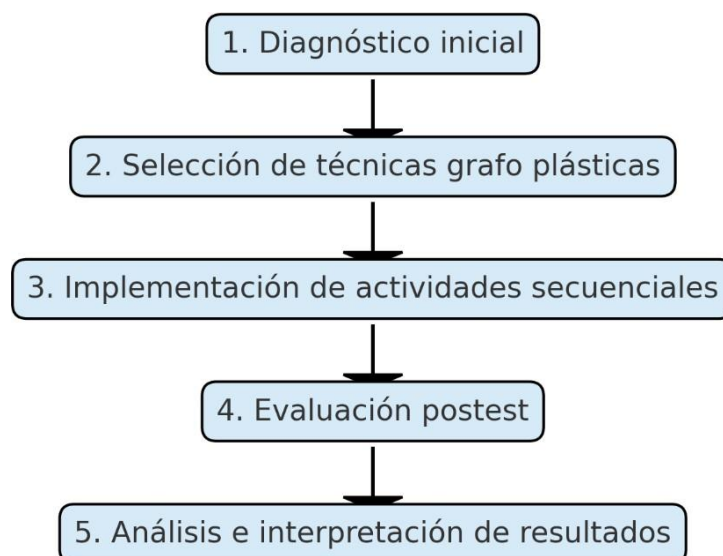 1. Diagnóstico inicial
2. Selección de técnicas grafo plásticas
3. Implementación de actividades secuenciales
4. Evaluación postest
5. Análisis e interpretación de resultados